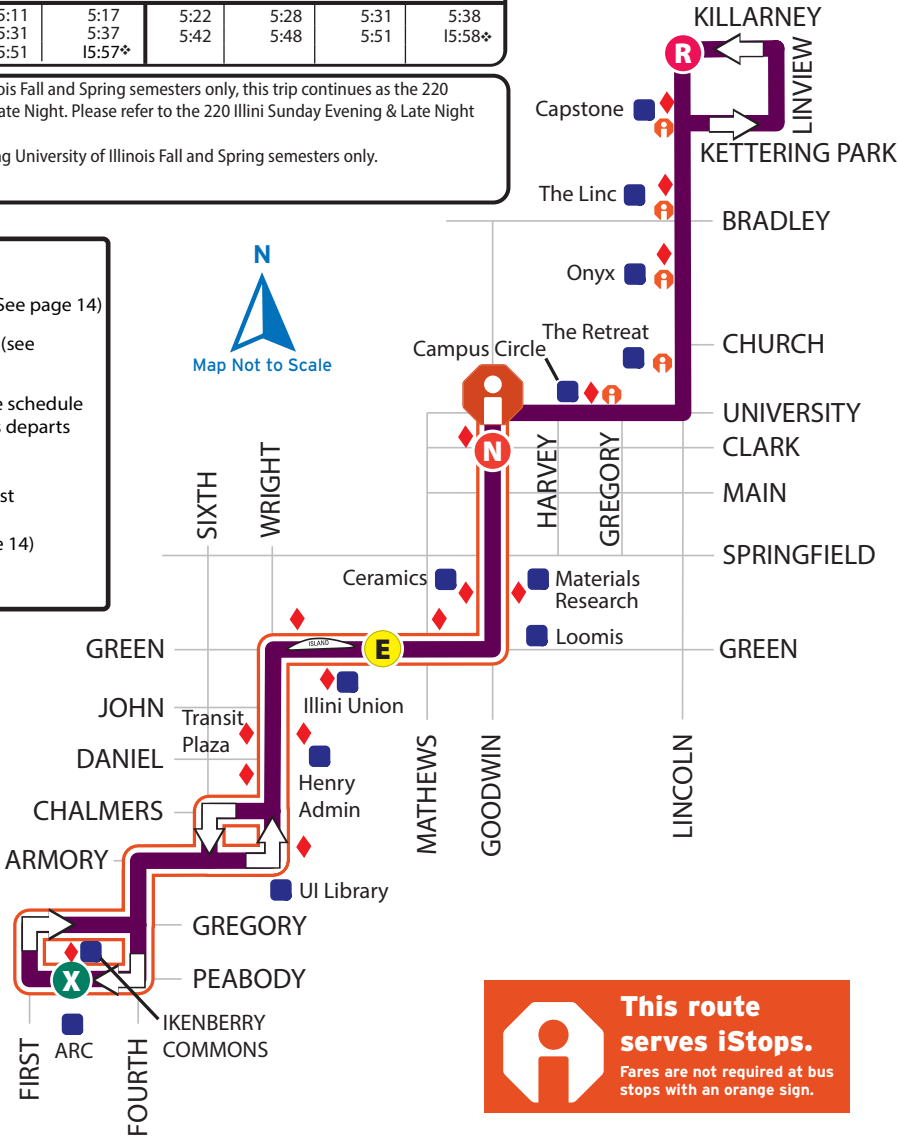 5:11 5:17 5:22 5:28 5:31 5:38
5:31 5:37 5:42 5:48 5:51 I5:58❖
5:51 I5:57❖
ois Fall and Spring semesters only, this trip continues as the 220
ate Night. Please refer to the 220 Illini Sunday Evening & Late Night
ng University of Illinois Fall and Spring semesters only.
See page 14)
(see
e schedule
s departs
st
e 14)
N
Map Not to Scale
KILLARNEY
R
LINVIEW
Capstone
KETTERING PARK
The Linc
BRADLEY
Onyx
The Retreat
Campus Circle
CHURCH
UNIVERSITY
N
CLARK
HARVEY
GREGORY
MAIN
SIXTH
WRIGHT
SPRINGFIELD
Ceramics
Materials
Research
Loomis
GREEN
ISLAND
E
GREEN
Illini Union
JOHN
Transit
Plaza
DANIEL
Henry
Admin
MATHEWS
GOODWIN
LINCOLN
CHALMERS
ARMORY
UI Library
GREGORY
X
PEABODY
IKENBERRY
COMMONS
ARC
FIRST
FOURTH
This route
serves iStops.
Fares are not required at bus
stops with an orange sign.